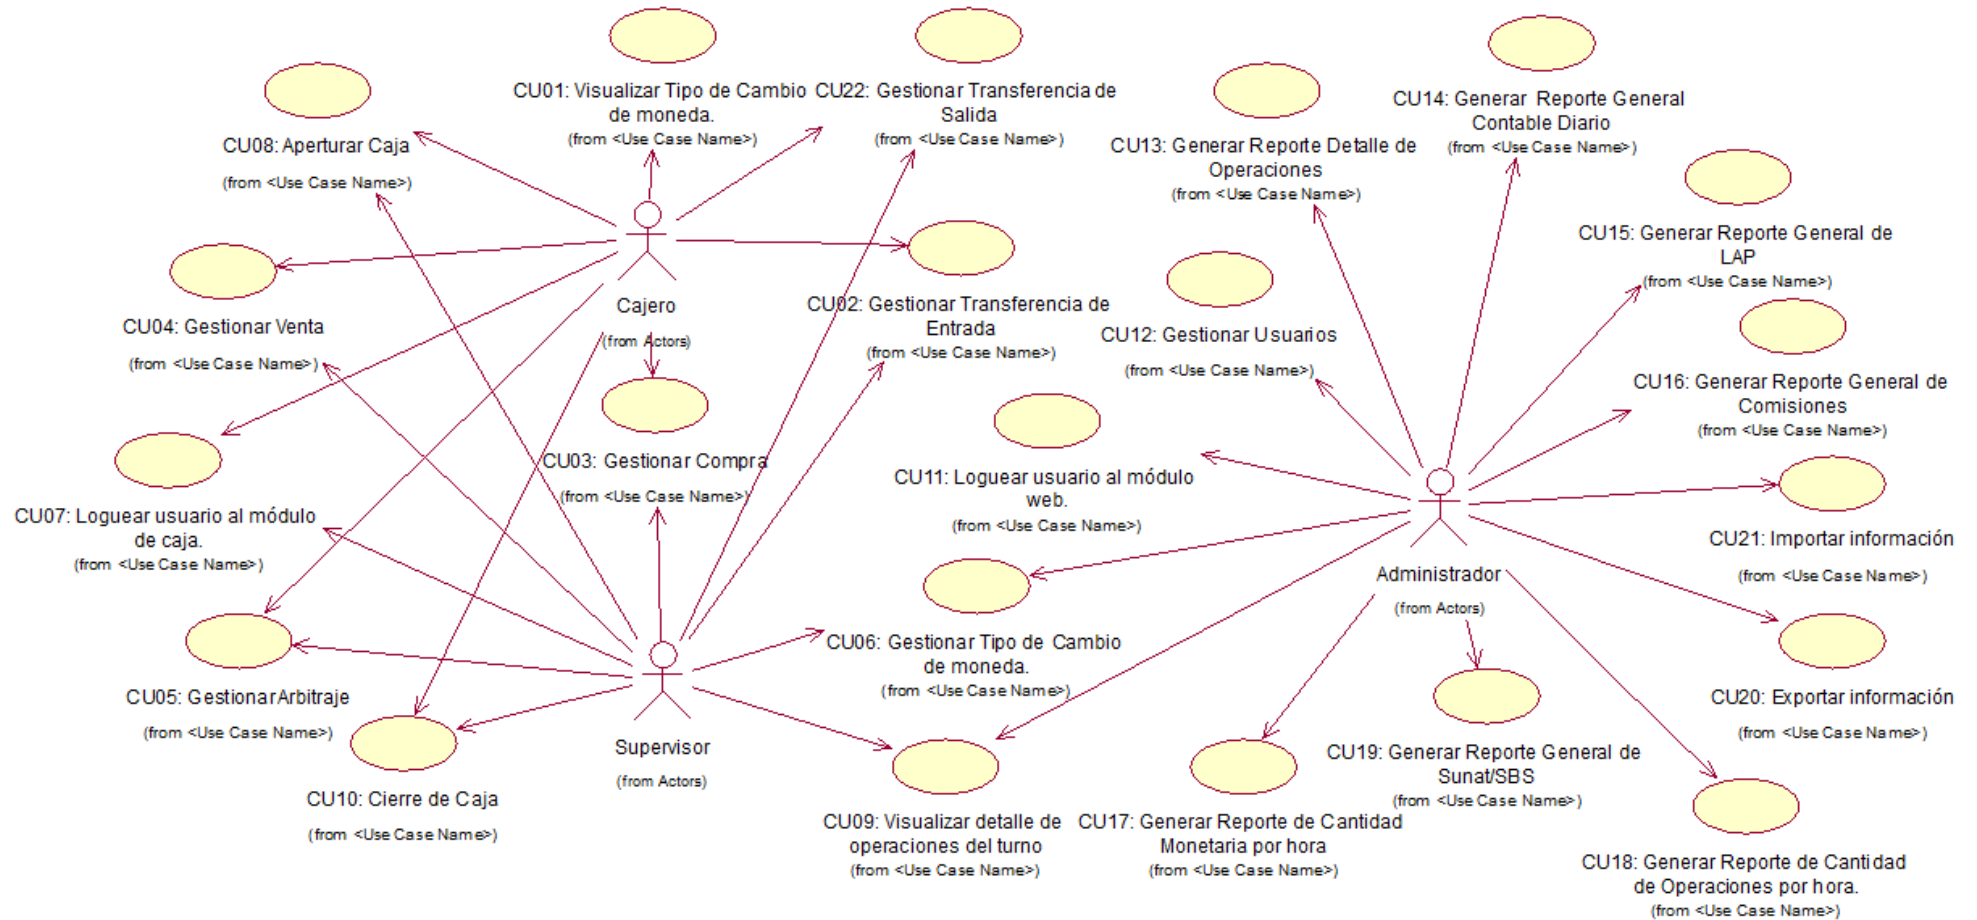 CU01: Visualizar Tipo de Cambio
de moneda.
(from <Use Case Name>)
CU22: Gestionar Transferencia de
Salida
(from <Use Case Name>)
CU14: Generar Reporte General
Contable Diario
(from <Use Case Name>)
CU08: Aperturar Caja
(from <Use Case Name>)
CU13: Generar Reporte Detalle de
Operaciones
(from <Use Case Name>)
CU15: Generar Reporte General de
LAP
(from <Use Case Name>)
Cajero
(from Actors)
CU04: Gestionar Venta
(from <Use Case Name>)
CU02: Gestionar Transferencia de
Entrada
(from <Use Case Name>)
CU12: Gestionar Usuarios
(from <Use Case Name>)
CU16: Generar Reporte General de
Comisiones
(from <Use Case Name>)
CU03: Gestionar Compra
(from <Use Case Name>)
CU11: Loguear usuario al módulo
web.
(from <Use Case Name>)
CU07: Loguear usuario al módulo
de caja.
(from <Use Case Name>)
CU21: Importar información
(from <Use Case Name>)
Administrador
(from Actors)
CU06: Gestionar Tipo de Cambio
de moneda.
(from <Use Case Name>)
CU05: Gestionar Arbitraje
(from <Use Case Name>)
CU20: Exportar información
(from <Use Case Name>)
Supervisor
(from Actors)
CU19: Generar Reporte General de
Sunat/SBS
(from <Use Case Name>)
CU10: Cierre de Caja
(from <Use Case Name>)
CU09: Visualizar detalle de
operaciones del turno
(from <Use Case Name>)
CU17: Generar Reporte de Cantidad
Monetaria por hora
(from <Use Case Name>)
CU18: Generar Reporte de Cantidad
de Operaciones por hora.
(from <Use Case Name>)